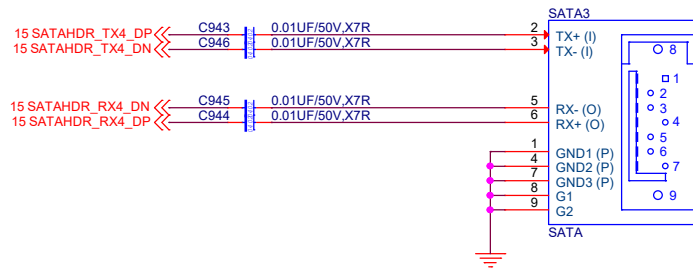 SATA3
15 SATAHDR_TX4_DP C943 0.01UF/50V,X7R 2 TX+ (I)
15 SATAHDR_TX4_DN C946 0.01UF/50V,X7R 3 TX- (I)
15 SATAHDR_RX4_DN C945 0.01UF/50V,X7R 5 RX- (O)
15 SATAHDR_RX4_DP C944 0.01UF/50V,X7R 6 RX+ (O)
1 GND1 (P)
4 GND2 (P)
7 GND3 (P)
8 G1
9 G2
SATA
8
1
2
3
4
5
6
7
9